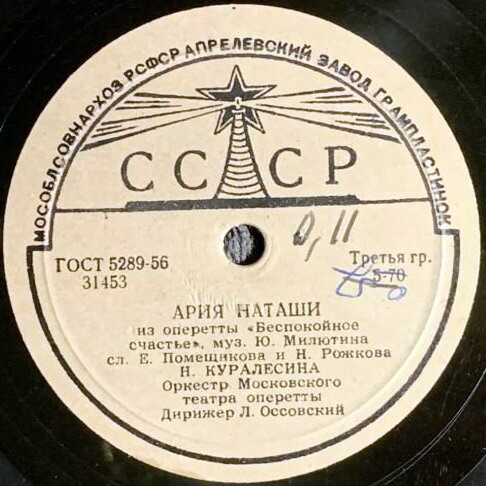 МОСОБЛСОВНАРХОЗ РСФСР АПРЕЛЕВСКИЙ ЗАВОД ГРАМПЛАСТИНОК
СССР
0,11
ГОСТ 5289-56
Третья гр.
31453
5-70
АРИЯ НАТАШИ
из оперетты «Беспокойное
счастье», муз. Ю. Милютина
сл. Е. Помещикова и Н. Рожкова
Н. КУРАЛЕСИНА
Оркестр Московского
театра оперетты
Дирижер Л. Оссовский